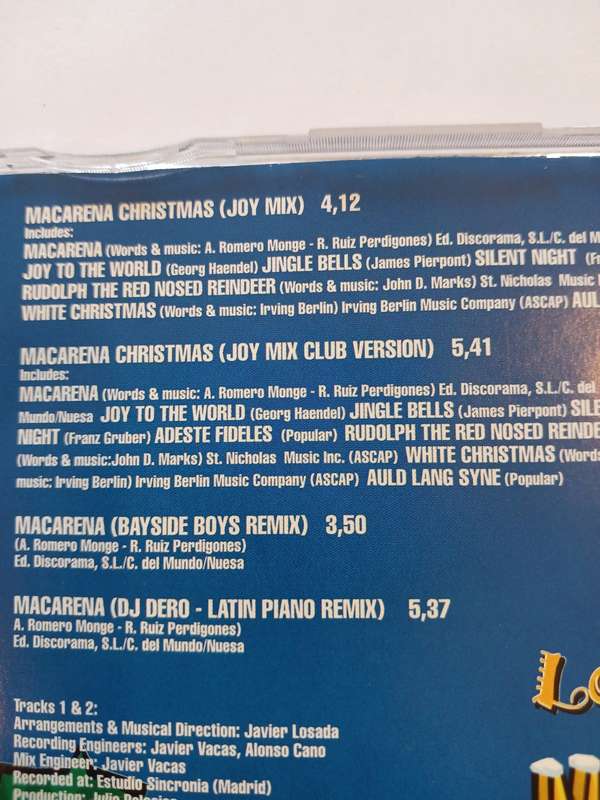 MACARENA CHRISTMAS (JOY MIX) 4,12
Includes:
MACARENA (Words & music: A. Romero Monge - R. Ruiz Perdigones) Ed. Discorama, S.L./C. del M
JOY TO THE WORLD (Georg Haendel) JINGLE BELLS (James Pierpont) SILENT NIGHT (Fr
RUDOLPH THE RED NOSED REINDEER (Words & music: John D. Marks) St. Nicholas Music I
WHITE CHRISTMAS (Words & music: Irving Berlin) Irving Berlin Music Company (ASCAP) AUL
MACARENA CHRISTMAS (JOY MIX CLUB VERSION) 5,41
Includes:
MACARENA (Words & music: A. Romero Monge - R. Ruiz Perdigones) Ed. Discorama, S.L./C. del
Mundo/Nuesa JOY TO THE WORLD (Georg Haendel) JINGLE BELLS (James Pierpont) SILE
NIGHT (Franz Gruber) ADESTE FIDELES (Popular) RUDOLPH THE RED NOSED REINDE
(Words & music:John D. Marks) St. Nicholas Music Inc. (ASCAP) WHITE CHRISTMAS (Words
music: Irving Berlin) Irving Berlin Music Company (ASCAP) AULD LANG SYNE (Popular)
MACARENA (BAYSIDE BOYS REMIX) 3,50
(A. Romero Monge - R. Ruiz Perdigones)
Ed. Discorama, S.L./C. del Mundo/Nuesa
MACARENA (DJ DERO - LATIN PIANO REMIX) 5,37
A. Romero Monge - R. Ruiz Perdigones)
Ed. Discorama, S.L./C. del Mundo/Nuesa
Tracks 1 & 2:
Arrangements & Musical Direction: Javier Losada
Recording Engineers: Javier Vacas, Alonso Cano
Mix Engineer: Javier Vacas
Recorded at: Estudio Sincronia (Madrid)
Production: Julio